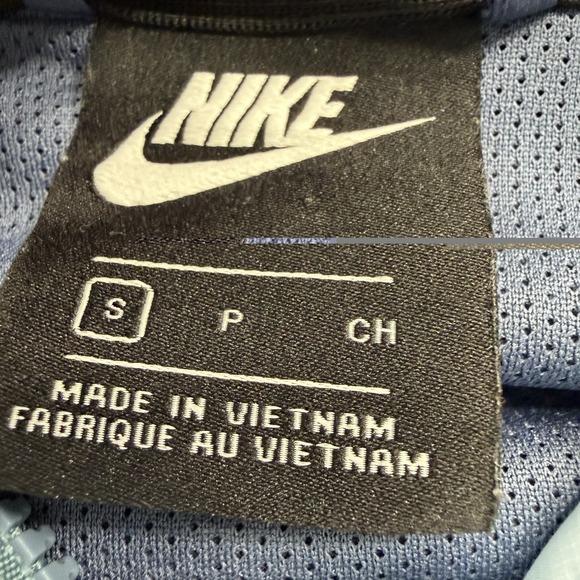 NIKE
S P CH
MADE IN VIETNAM
FABRIQUE AU VIETNAM